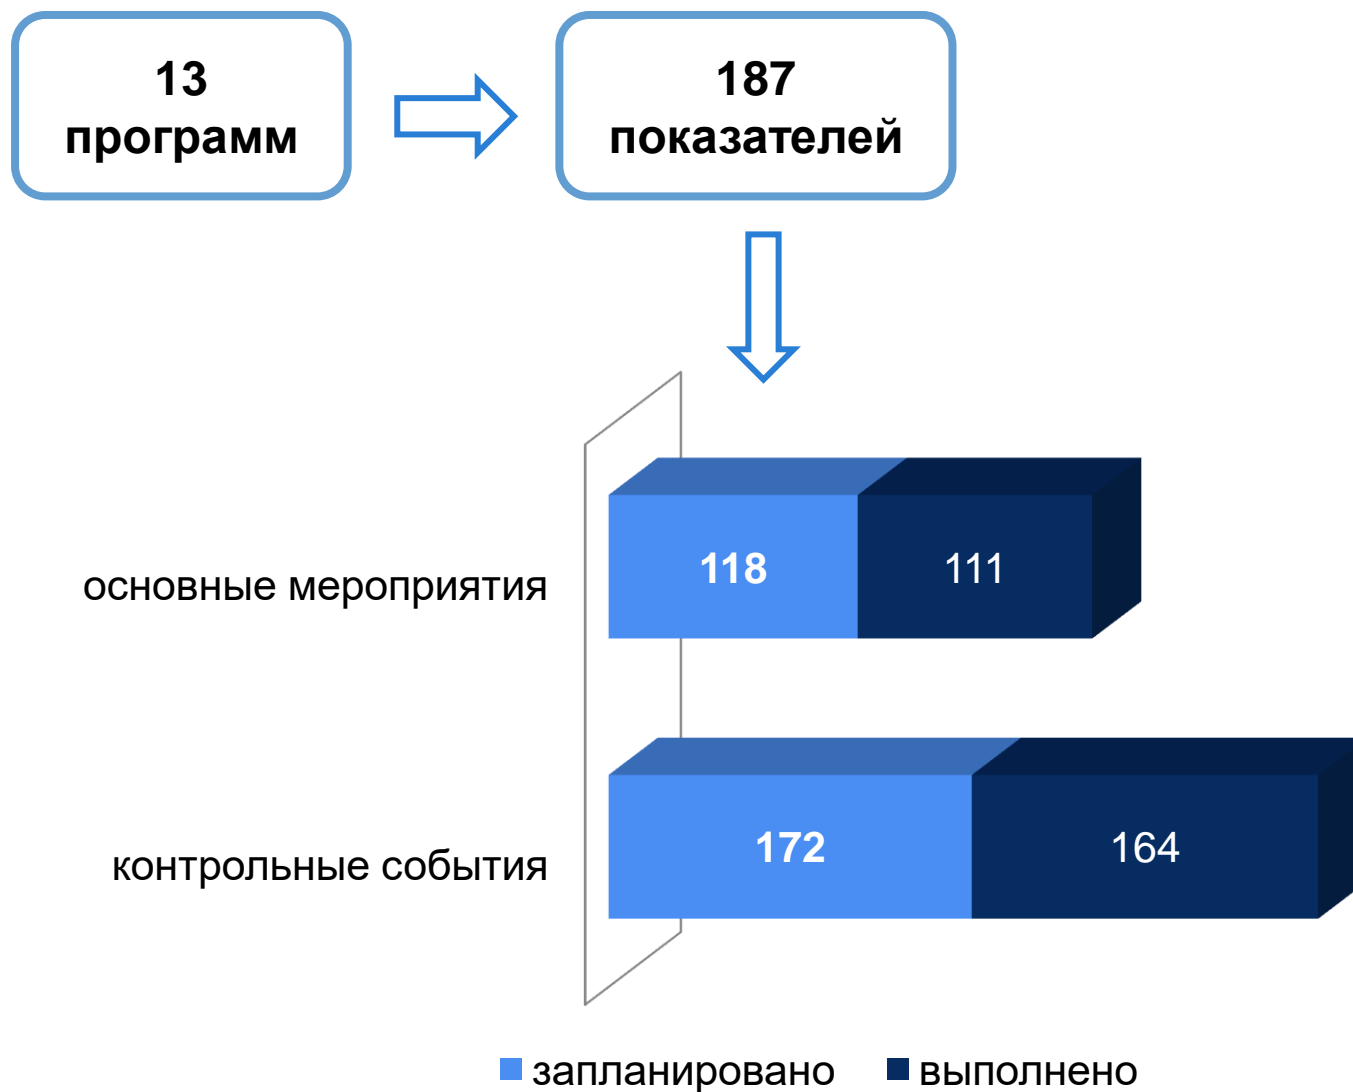 13
программ
187
показателей
основные мероприятия
118
111
контрольные события
172
164
запланировано
выполнено